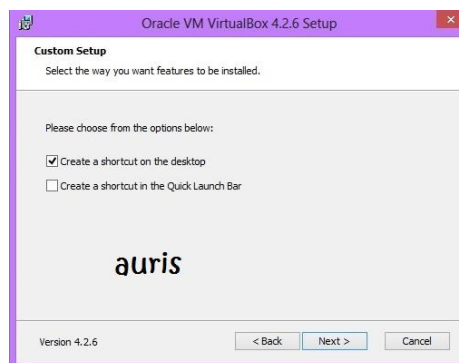 Oracle VM VirtualBox 4.2.6 Setup
Custom Setup
Select the way you want features to be installed.
Please choose from the options below:
Create a shortcut on the desktop
Create a shortcut in the Quick Launch Bar
auris
Version 4.2.6 < Back Next > Cancel